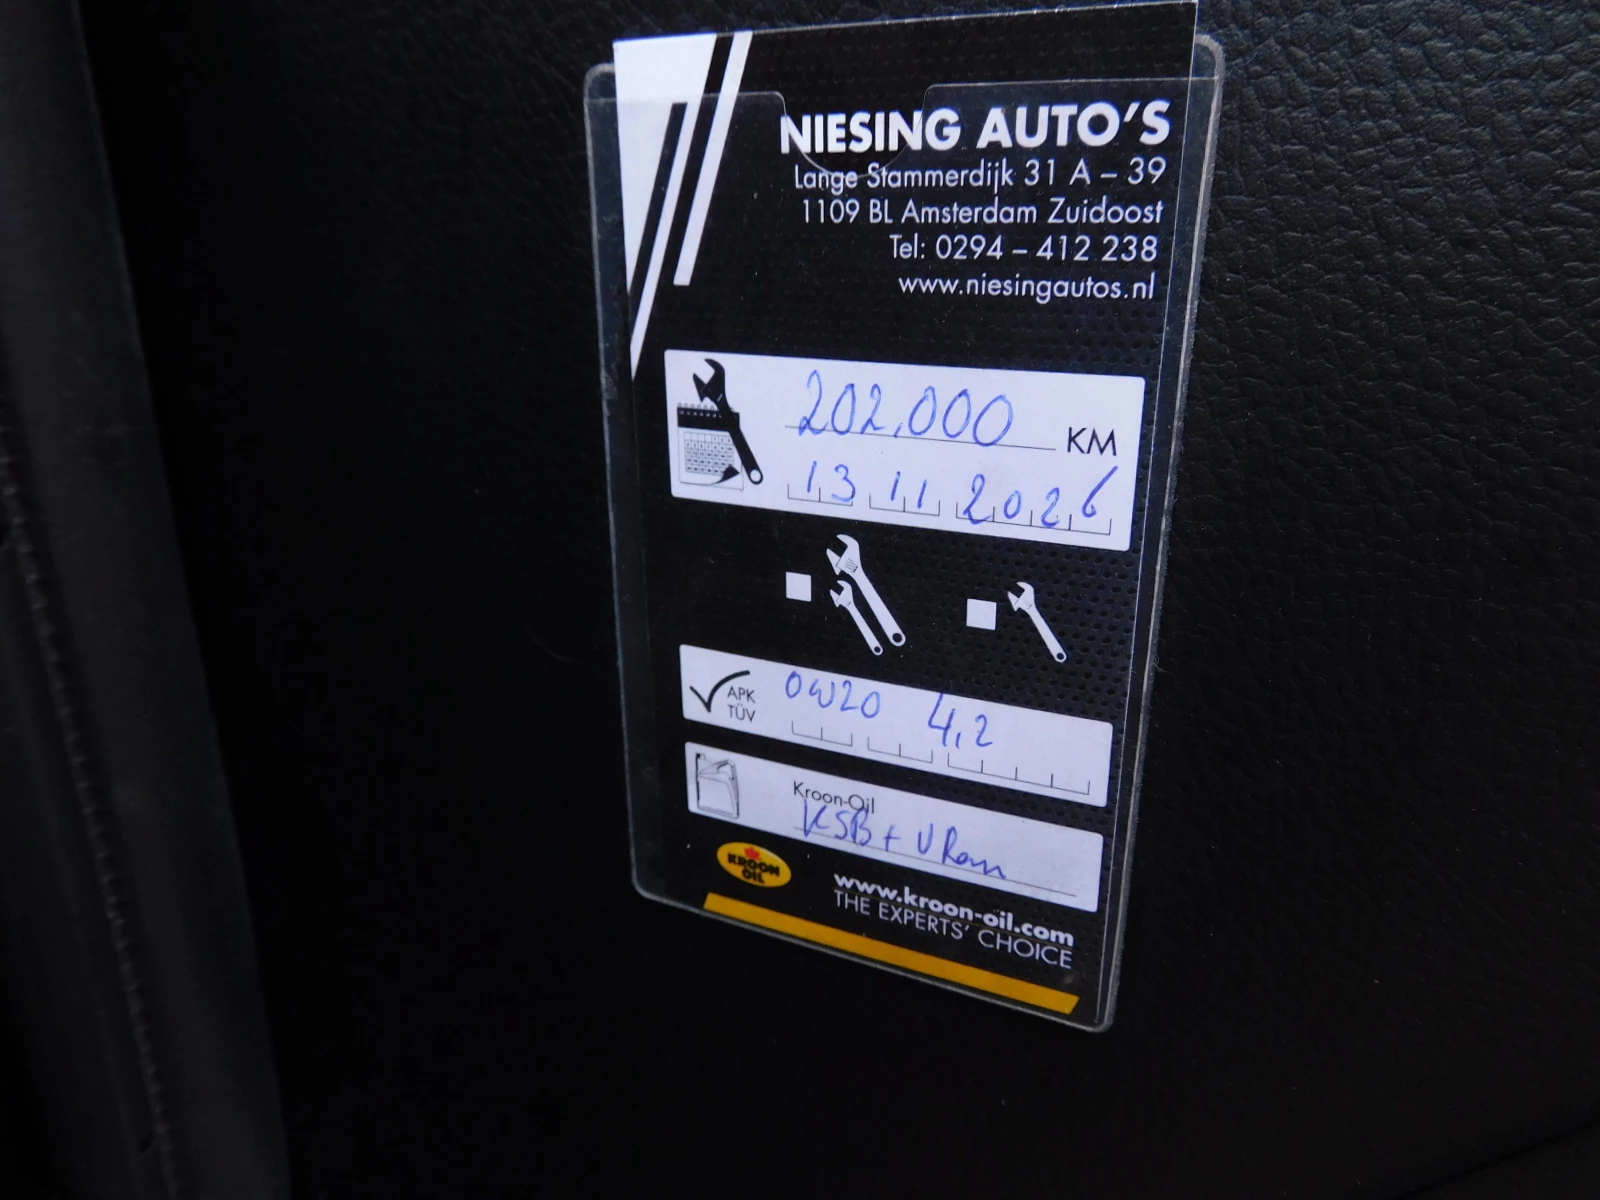 NIESING AUTO'S
Lange Stammerdijk 31 A – 39
1109 BL Amsterdam Zuidoost
Tel: 0294 – 412 238
www.niesingautos.nl
202,000 KM
13 11 2026
APK 0W20 4,2
TÜV
Kroon-Oil
KSB +
KROON
OIL
www.kroon-oil.com
THE EXPERTS' CHOICE